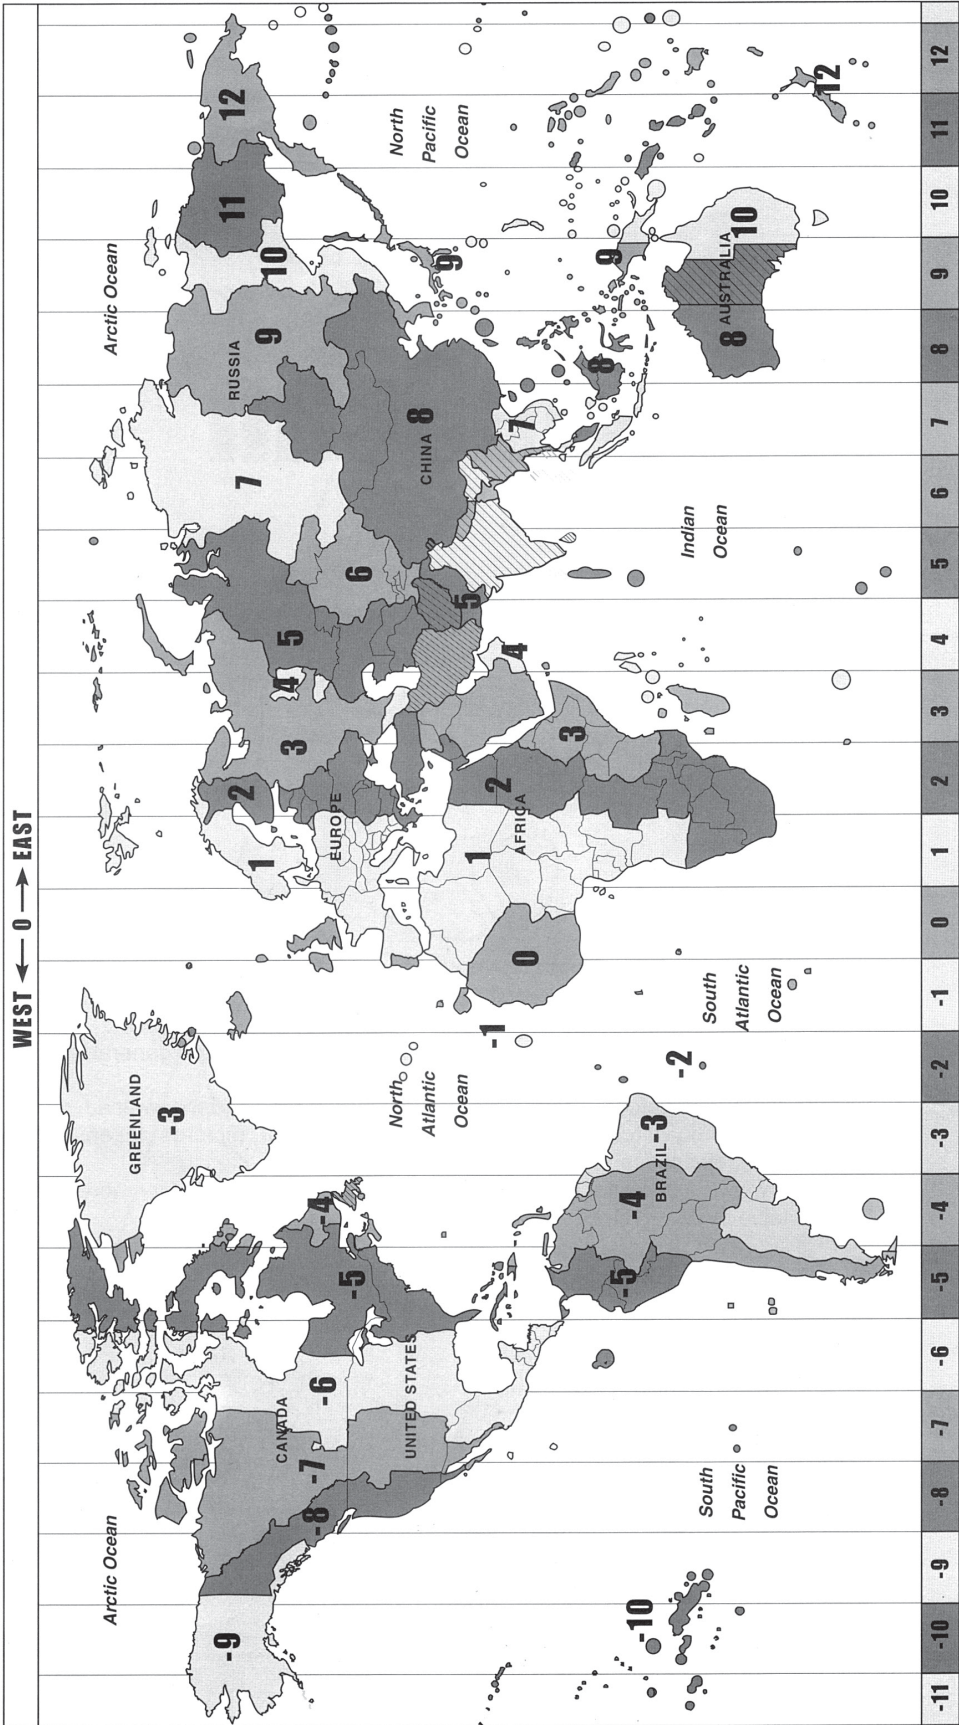 WEST ← 0 → EAST
Arctic Ocean
Arctic Ocean
GREENLAND
-3
-9
-8
-7
CANADA
-6
-5
-4
UNITED STATES
North
Atlantic
Ocean
-1
1
2
3
4
5
EUROPE
6
7
RUSSIA
9
10
11
12
CHINA 8
North
Pacific
Ocean
9
1
0
AFRICA
2
3
4
5
7
8
9
-10
South
Pacific
Ocean
-5
-4
BRAZIL
-3
-2
South
Atlantic
Ocean
Indian
Ocean
8
AUSTRALIA
10
12
-11
-10
-9
-8
-7
-6
-5
-4
-3
-2
-1
0
1
2
3
4
5
6
7
8
9
10
11
12